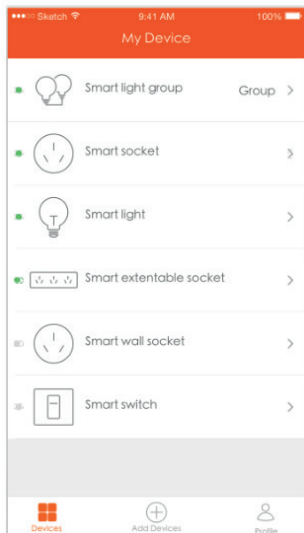 Sketch
9:41 AM
100%
My Device
Smart light group
Group
Smart socket
Smart light
Smart extentable socket
Smart wall socket
Smart switch
Devices
Add Devices
Profile